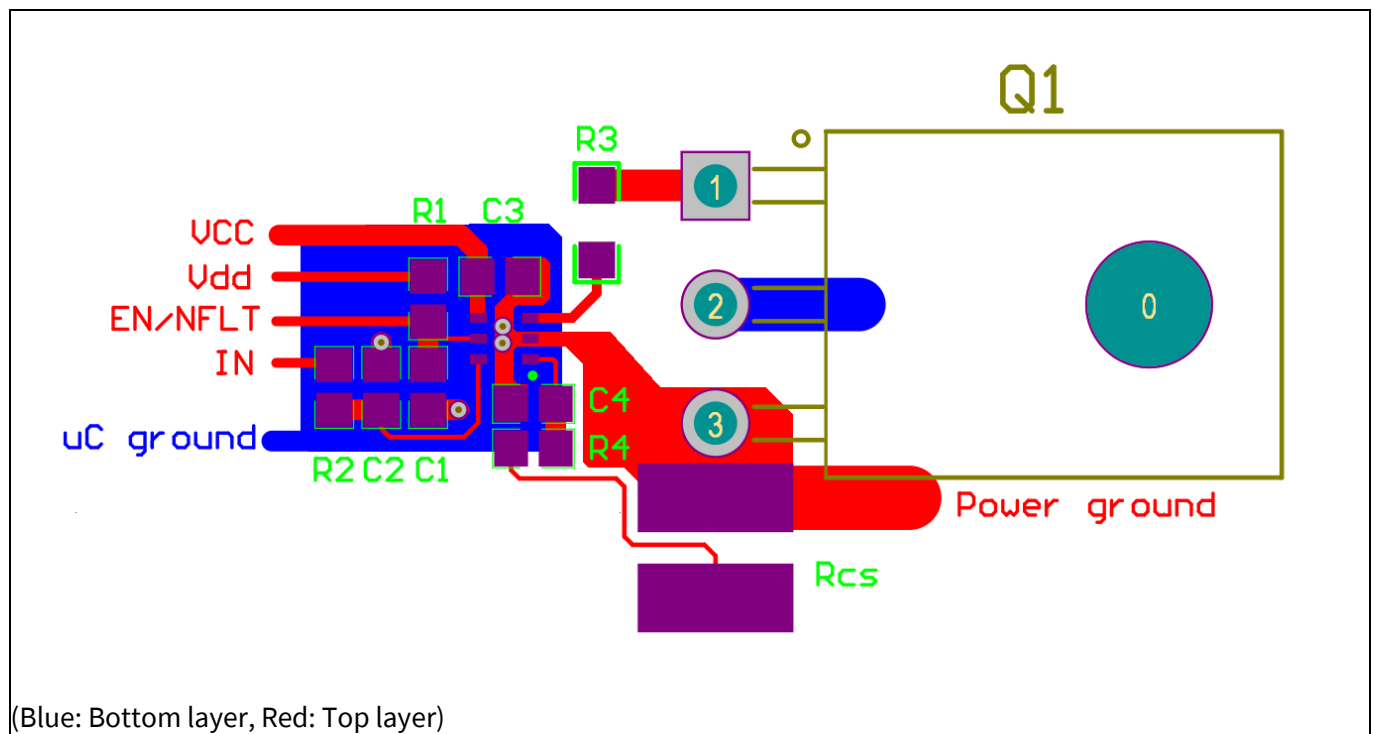 Q1
R3
1
R1 C3
VCC
Vdd
2
0
EN/NFLT
IN
C4
3
uC ground
R4
R2 C2 C1
Power ground
Rcs
(Blue: Bottom layer, Red: Top layer)